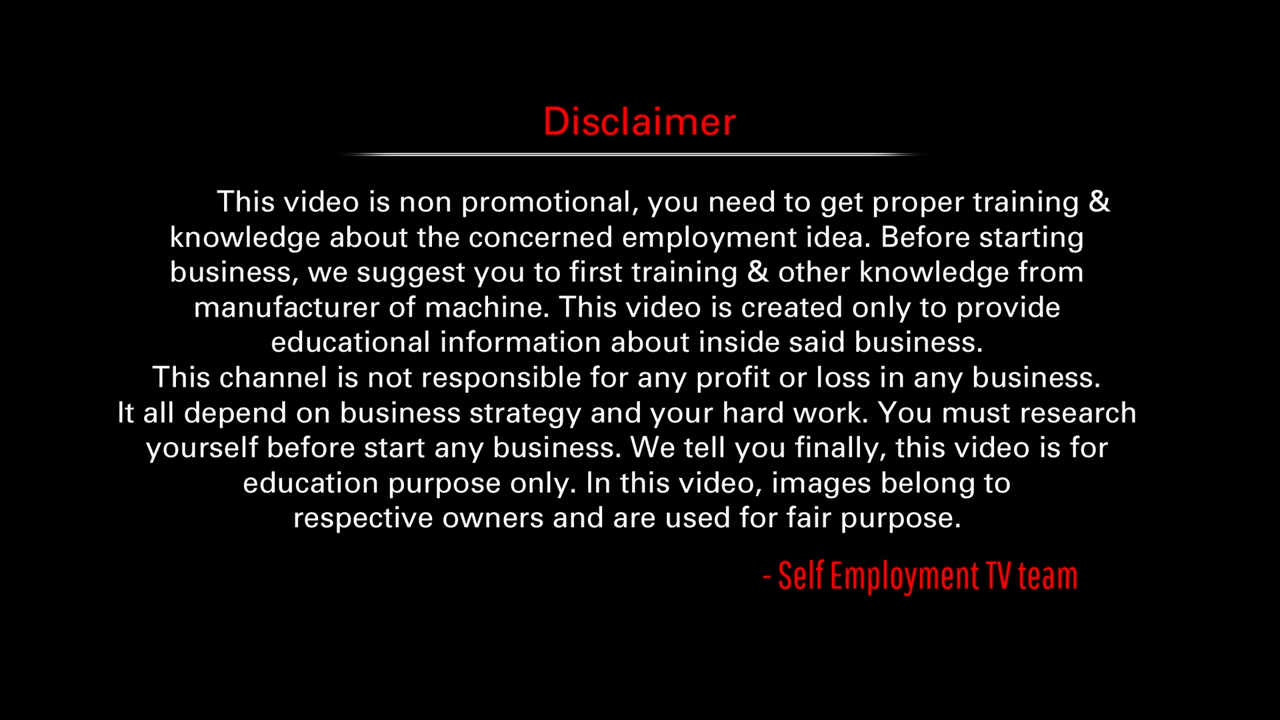 Disclaimer
This video is non promotional, you need to get proper training &
knowledge about the concerned employment idea. Before starting
business, we suggest you to first training & other knowledge from
manufacturer of machine. This video is created only to provide
educational information about inside said business.
This channel is not responsible for any profit or loss in any business.
It all depend on business strategy and your hard work. You must research
yourself before start any business. We tell you finally, this video is for
education purpose only. In this video, images belong to
respective owners and are used for fair purpose.
- Self Employment TV team